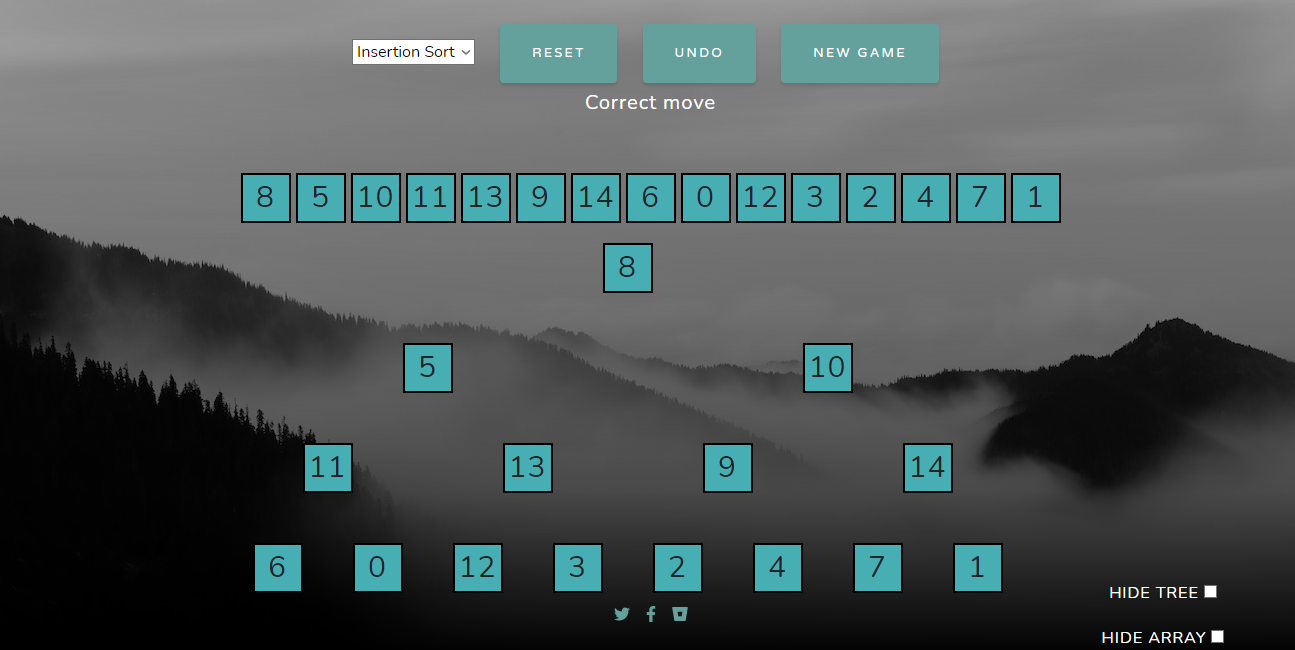 Insertion Sort RESET UNDO NEW GAME
Correct move
8 5 10 11 13 9 14 6 0 12 3 2 4 7 1
8
5 10
11 13 9 14
6 0 12 3 2 4 7 1
HIDE TREE
HIDE ARRAY